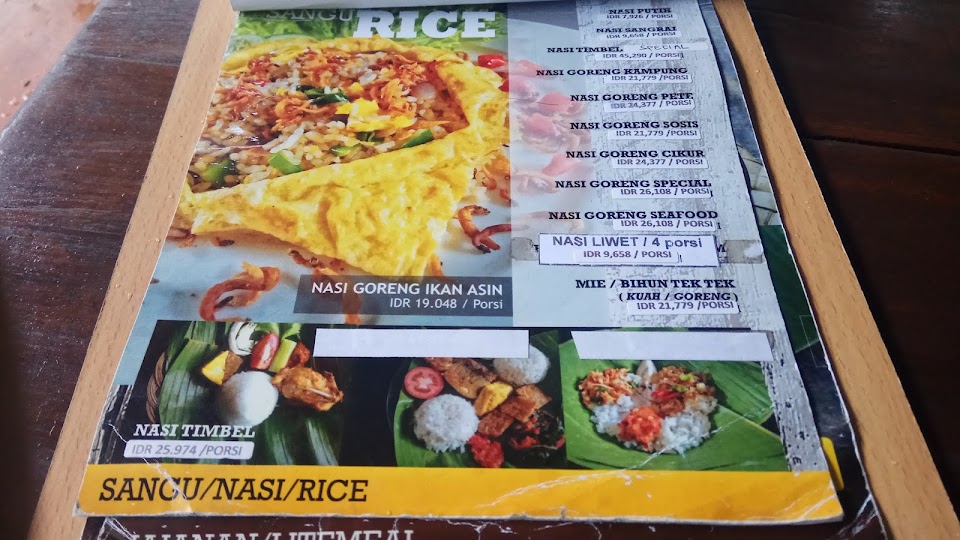 SANGU RICE
NASI PUTIH
IDR 7,926 / PORSI
NASI SANGRAI
IDR 9,658 / PORSI
NASI TIMBEL SPECIAL
IDR 45,290 / PORSI
NASI GORENG KAMPUNG
IDR 21,779 / PORSI
NASI GORENG PETE
IDR 24,377 / PORSI
NASI GORENG SOSIS
IDR 21,779 / PORSI
NASI GORENG CIKUR
IDR 24,377 / PORSI
NASI GORENG SPECIAL
IDR 26,108 / PORSI
NASI GORENG SEAFOOD
IDR 26,108 / PORSI
NASI LIWET / 4 porsi
IDR 9,658 / PORSI
NASI GORENG IKAN ASIN
IDR 19.048 / Porsi
MIE / BIHUN TEK TEK
( KUAH / GORENG )
IDR 21,779 /PORSI
NASI TIMBEL
IDR 25.974 /PORSI
SANGU/NASI/RICE